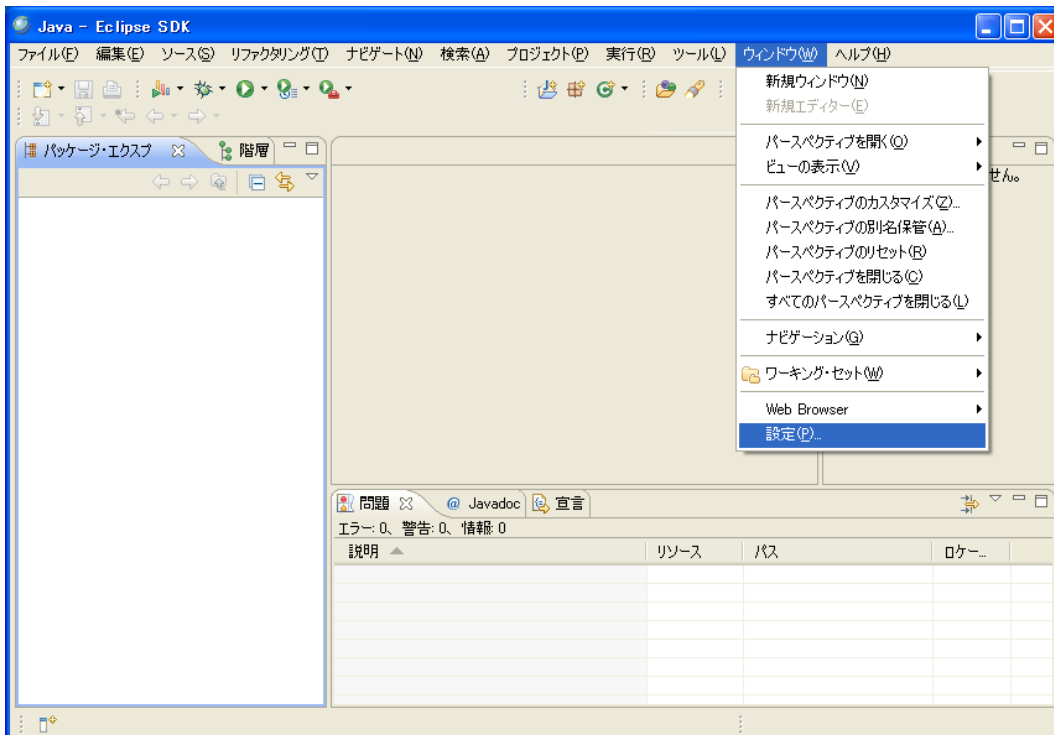 Java - Eclipse SDK
ファイル(F) 編集(E) ソース(S) リファクタリング(T) ナビゲート(N) 検索(A) プロジェクト(P) 実行(R) ツール(L) ウィンドウ(W) ヘルプ(H)
新規ウィンドウ(N)
新規エディター(E)
パースペクティブを開く(O)
ビューの表示(V)
パースペクティブのカスタマイズ(Z)...
パースペクティブの別名保管(A)...
パースペクティブのリセット(R)
パースペクティブを閉じる(C)
すべてのパースペクティブを閉じる(L)
ナビゲーション(G)
ワーキング・セット(W)
Web Browser
設定(P)...
パッケージ・エクスプ 階層
せん。
問題 @ Javadoc 宣言
エラー: 0、警告: 0、情報: 0
説明 リソース パス ロケー...